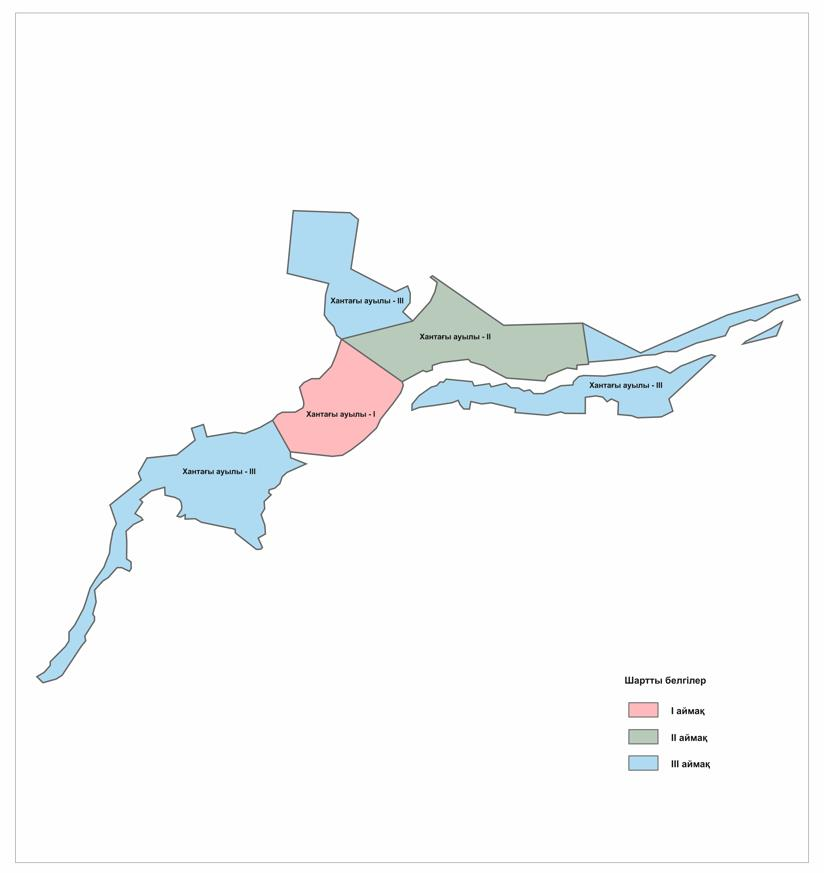 Хантағы ауылы - III
Хантағы ауылы - II
Хантағы ауылы - III
Хантағы ауылы - I
Хантағы ауылы - III
Шартты белгілер
I аймақ
II аймақ
III аймақ